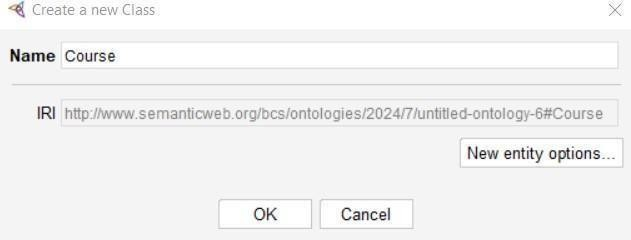 Create a new Class
Name Course
IRI http://www.semanticweb.org/bcs/ontologies/2024/7/untitled-ontology-6#Course
New entity options...
OK Cancel